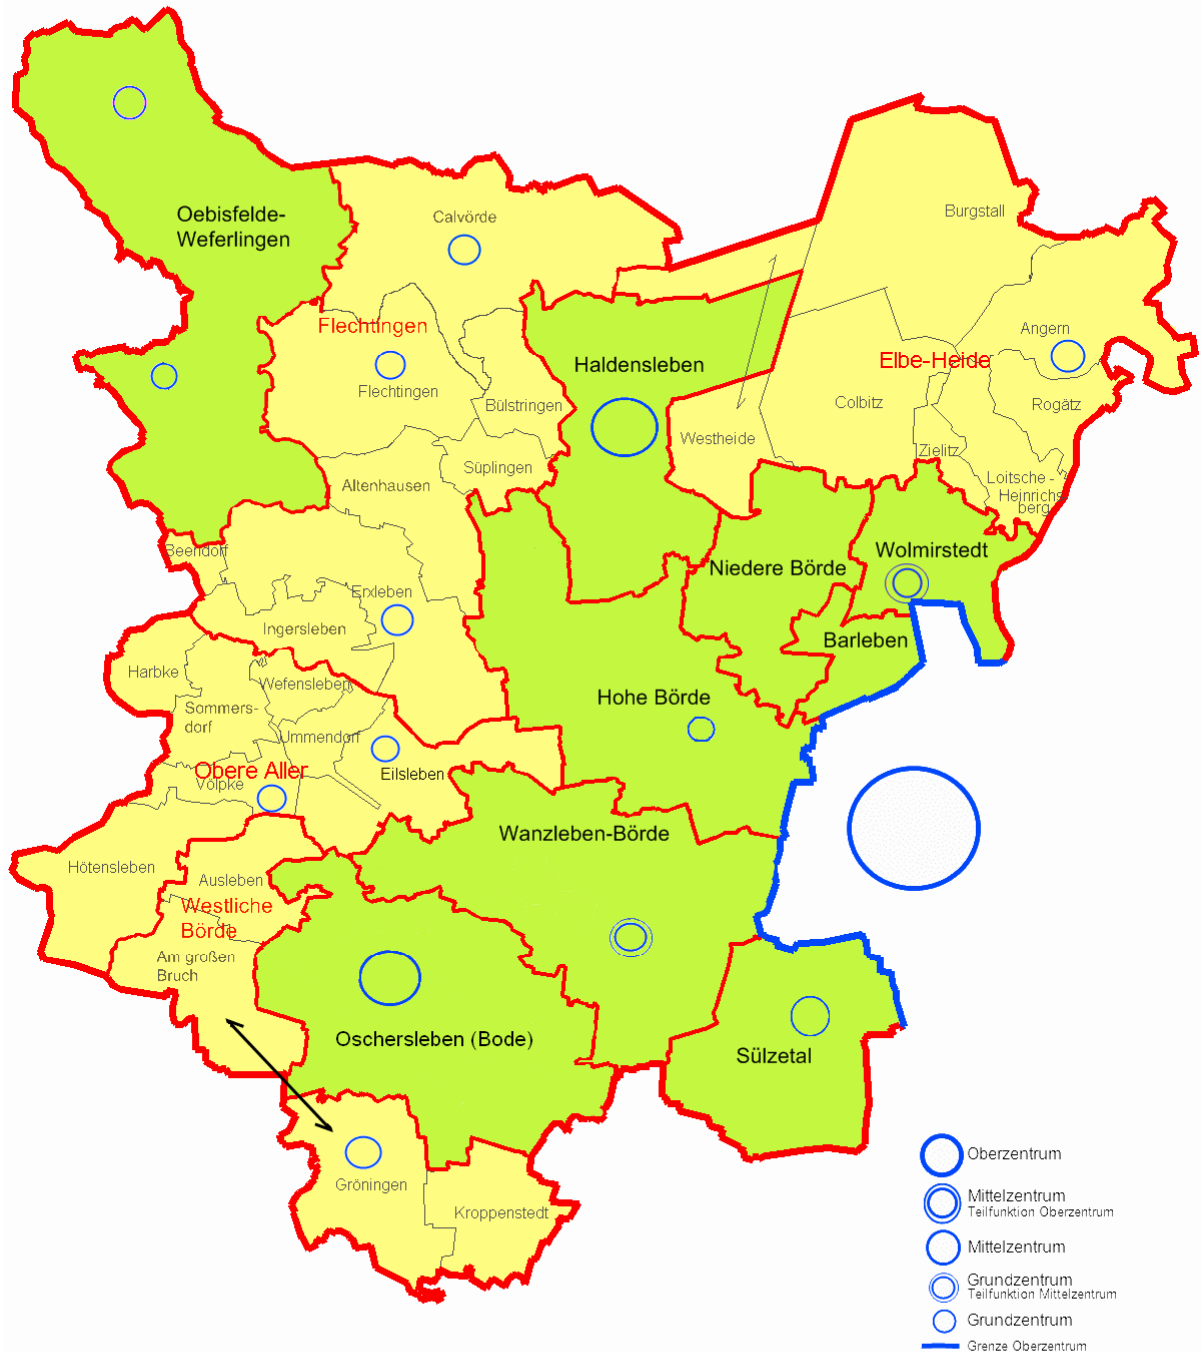 Oebisfelde-
Weferlingen
Calvörde
Burgstall
Flechtingen
Flechtingen
Bülstringen
Haldensleben
Angern
Elbe-Heide
Colbitz
Rogätz
Westheide
Zielitz
Süplingen
Altenhausen
Loitsche -
Heinrichs
berg
Beendorf
Wolmirstedt
Niedere Börde
Erxleben
Ingersleben
Barleben
Harbke
Wefensleben
Sommers-
dorf
Hohe Börde
Ummendorf
Obere Aller
Völpke
Eilsleben
Wanzleben-Börde
Hötensleben
Ausleben
Westliche
Börde
Am großen
Bruch
Oschersleben (Bode)
Sülzetal
Gröningen
Kroppenstedt
Oberzentrum
Mittelzentrum
Teilfunktion Oberzentrum
Mittelzentrum
Grundzentrum
Teilfunktion Mittelzentrum
Grundzentrum
Grenze Oberzentrum